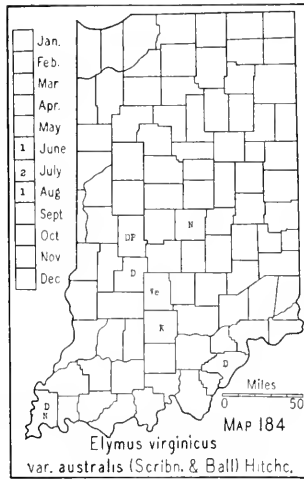 Jan.
Feb.
Mar
Apr.
May
1 June
2 July
1 Aug
Sept
Oct
Nov
Dec
DP
N
D
Ve
K
D
D
N
Miles
0 50
MAP 184
Elymus virginicus
var. australis (Scribn. & Ball) Hitchc.